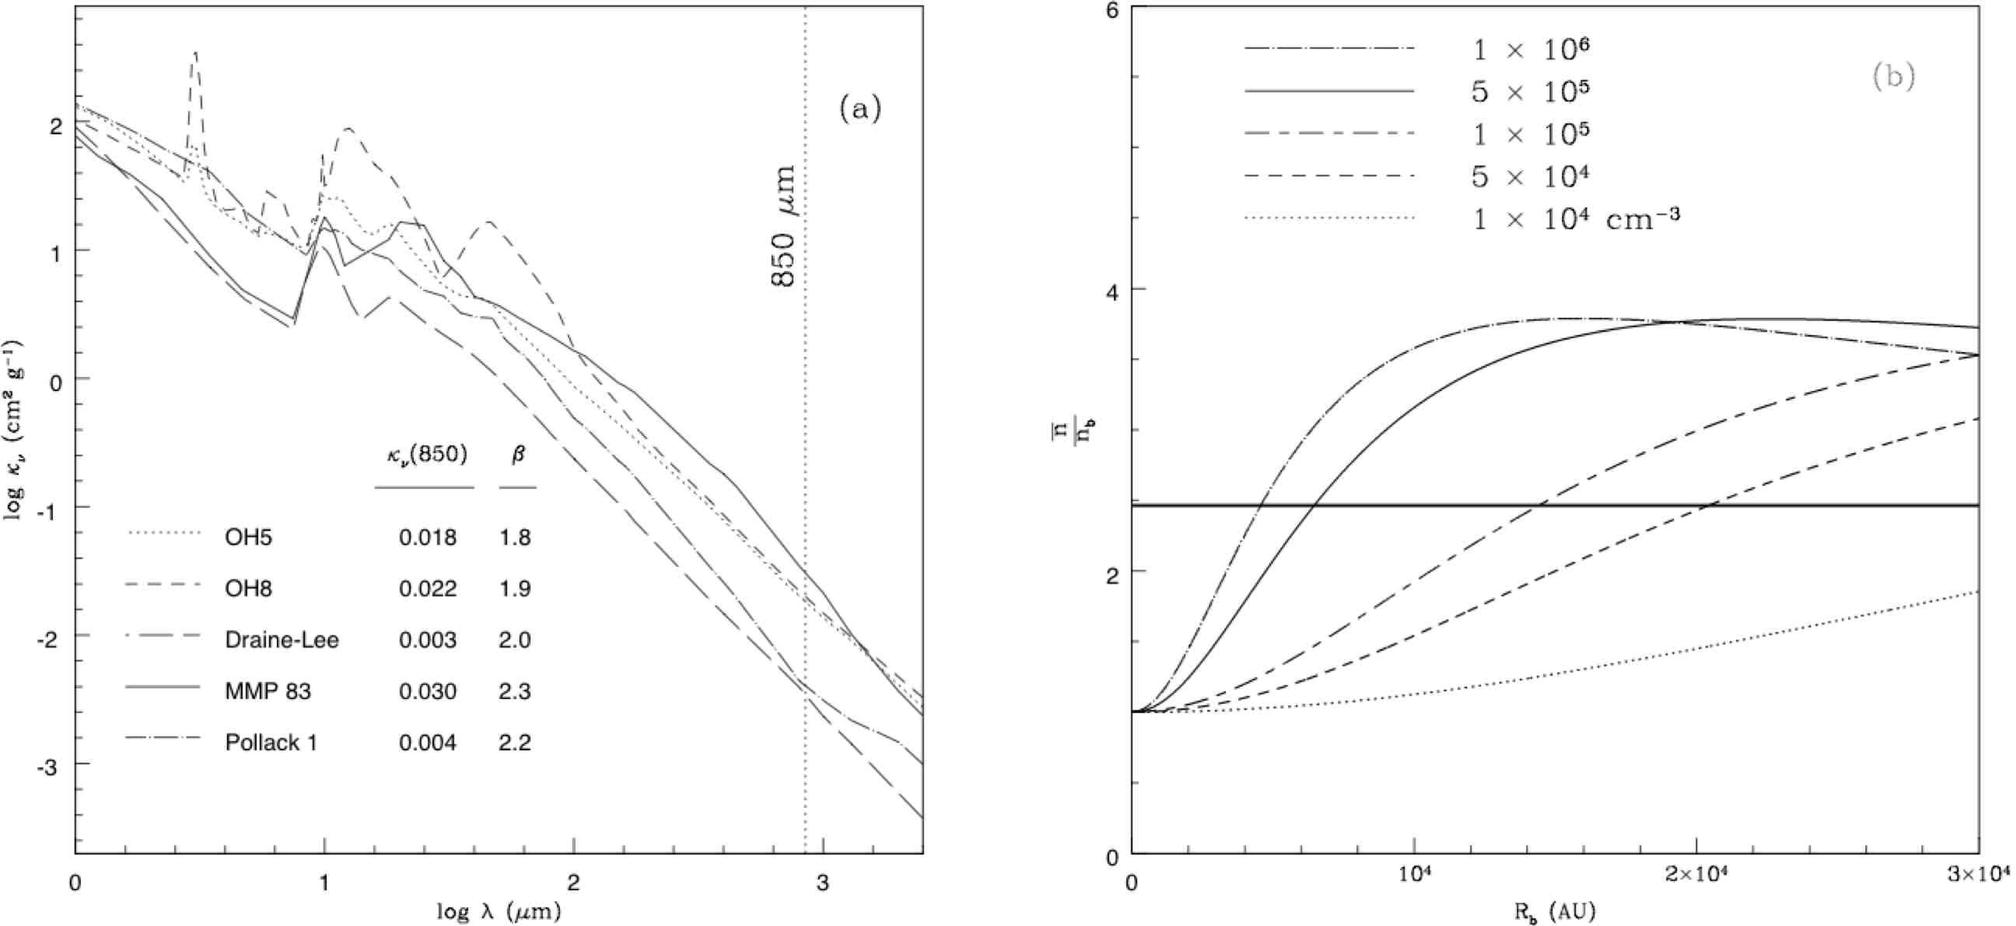 (a)
log κν (cm² g⁻¹)
2
1
0
-1
-2
-3
850 μm
κν(850) β
OH5 0.018 1.8
OH8 0.022 1.9
Draine-Lee 0.003 2.0
MMP 83 0.030 2.3
Pollack 1 0.004 2.2
0 1 2 3
log λ (μm)
(b)
6
4
2
0
n̅
n_b
1 × 10⁶
5 × 10⁵
1 × 10⁵
5 × 10⁴
1 × 10⁴ cm⁻³
0 10⁴ 2×10⁴ 3×10⁴
R_b (AU)